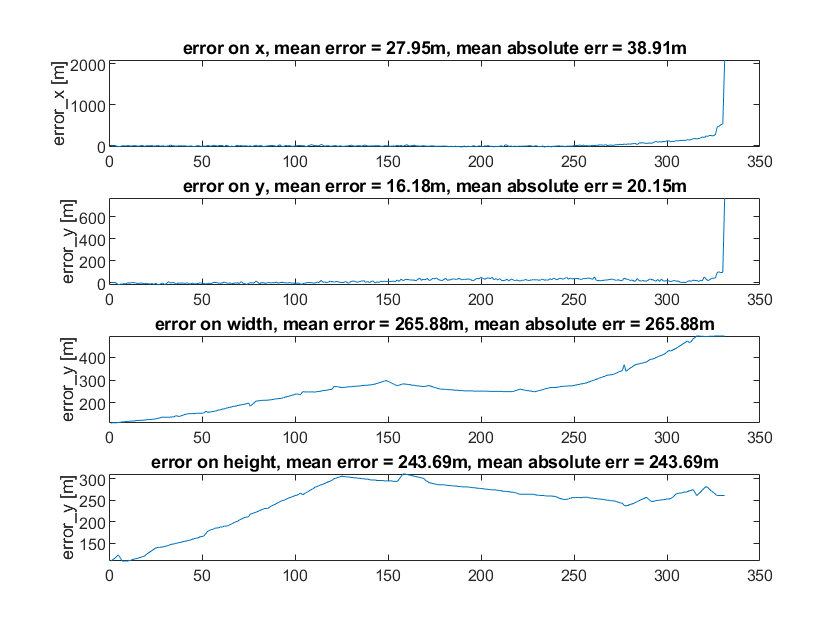 error on x, mean error = 27.95m, mean absolute err = 38.91m
error_x [m]
2000
1000
0
0 50 100 150 200 250 300 350
error on y, mean error = 16.18m, mean absolute err = 20.15m
error_y [m]
600
400
200
0
0 50 100 150 200 250 300 350
error on width, mean error = 265.88m, mean absolute err = 265.88m
error_y [m]
400
300
200
0 50 100 150 200 250 300 350
error on height, mean error = 243.69m, mean absolute err = 243.69m
error_y [m]
300
250
200
150
0 50 100 150 200 250 300 350